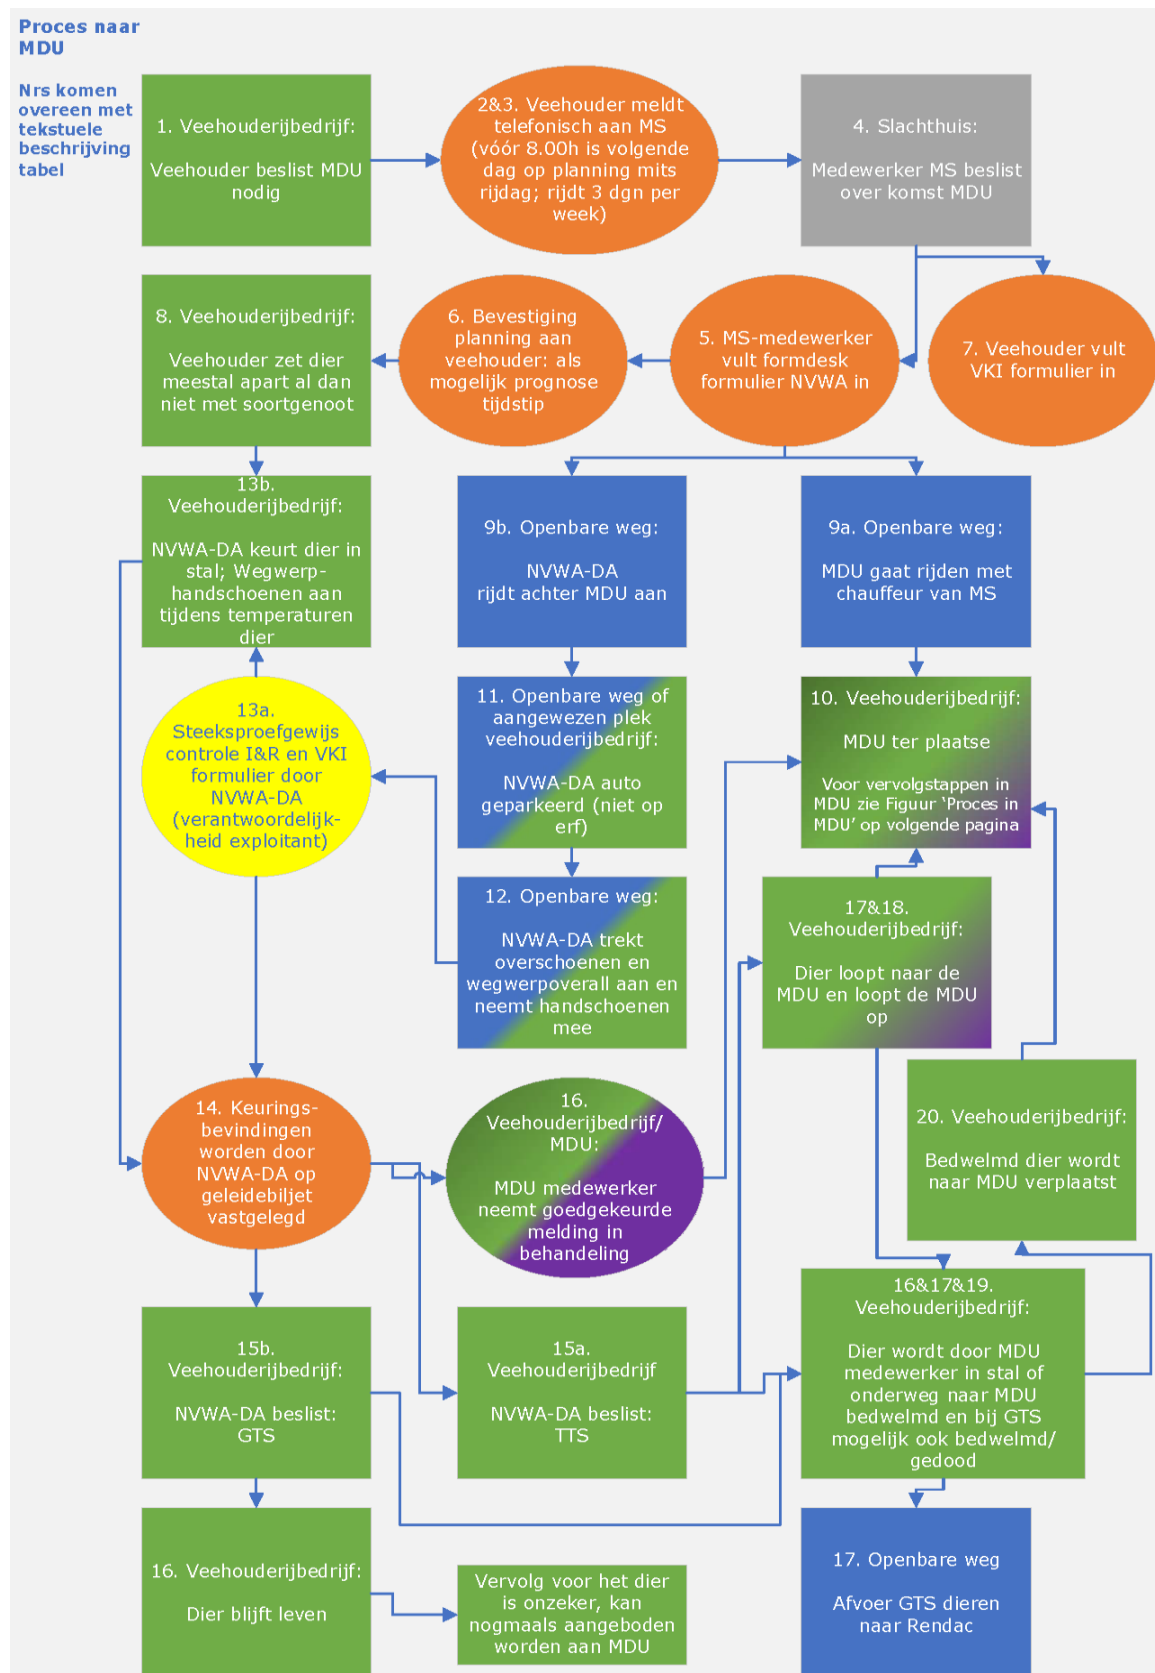 Proces naar
MDU
Nrs komen
overeen met
tekstuele
beschrijving
tabel
1. Veehouderijbedrijf:
Veehouder beslist MDU
nodig
2&3. Veehouder meldt
telefonisch aan MS
(vóór 8.00h is volgende
dag op planning mits
rijdag; rijdt 3 dgn per
week)
4. Slachthuis:
Medewerker MS beslist
over komst MDU
8. Veehouderijbedrijf:
Veehouder zet dier
meestal apart al dan
niet met soortgenoot
6. Bevestiging
planning aan
veehouder: als
mogelijk prognose
tijdstip
5. MS-medewerker
vult formdesk
formulier NVWA in
7. Veehouder vult
VKI formulier in
13b.
Veehouderijbedrijf:
NVWA-DA keurt dier in
stal; Wegwerp-
handschoenen aan
tijdens temperaturen
dier
9b. Openbare weg:
NVWA-DA
rijdt achter MDU aan
9a. Openbare weg:
MDU gaat rijden met
chauffeur van MS
13a.
Steeksproefgewijs
controle I&R en VKI
formulier door
NVWA-DA
(verantwoordelijk-
heid exploitant)
11. Openbare weg of
aangewezen plek
veehouderijbedrijf:
NVWA-DA auto
geparkeerd (niet op
erf)
10. Veehouderijbedrijf:
MDU ter plaatse
Voor vervolgstappen in
MDU zie Figuur 'Proces in
MDU' op volgende pagina
12. Openbare weg:
NVWA-DA trekt
overschoenen en
wegwerpoverall aan en
neemt handschoenen
mee
17&18.
Veehouderijbedrijf:
Dier loopt naar de
MDU en loopt de MDU
op
14. Keurings-
bevindingen
worden door
NVWA-DA op
geleidebiljet
vastgelegd
16.
Veehouderijbedrijf/
MDU:
MDU medewerker
neemt goedgekeurde
melding in
behandeling
20. Veehouderijbedrijf:
Bedwelmd dier wordt
naar MDU verplaatst
15b.
Veehouderijbedrijf:
NVWA-DA beslist:
GTS
15a.
Veehouderijbedrijf
NVWA-DA beslist:
TTS
16&17&19.
Veehouderijbedrijf:
Dier wordt door MDU
medewerker in stal of
onderweg naar MDU
bedwelmd en bij GTS
mogelijk ook bedwelmd/
gedood
16. Veehouderijbedrijf:
Dier blijft leven
Vervolg voor het dier
is onzeker, kan
nogmaals aangeboden
worden aan MDU
17. Openbare weg
Afvoer GTS dieren
naar Rendac